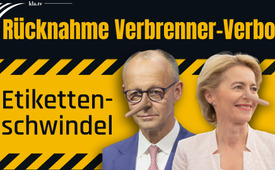 kla.tv
Rücknahme Verbrenner-Verbo
Etiketten-
schwindel